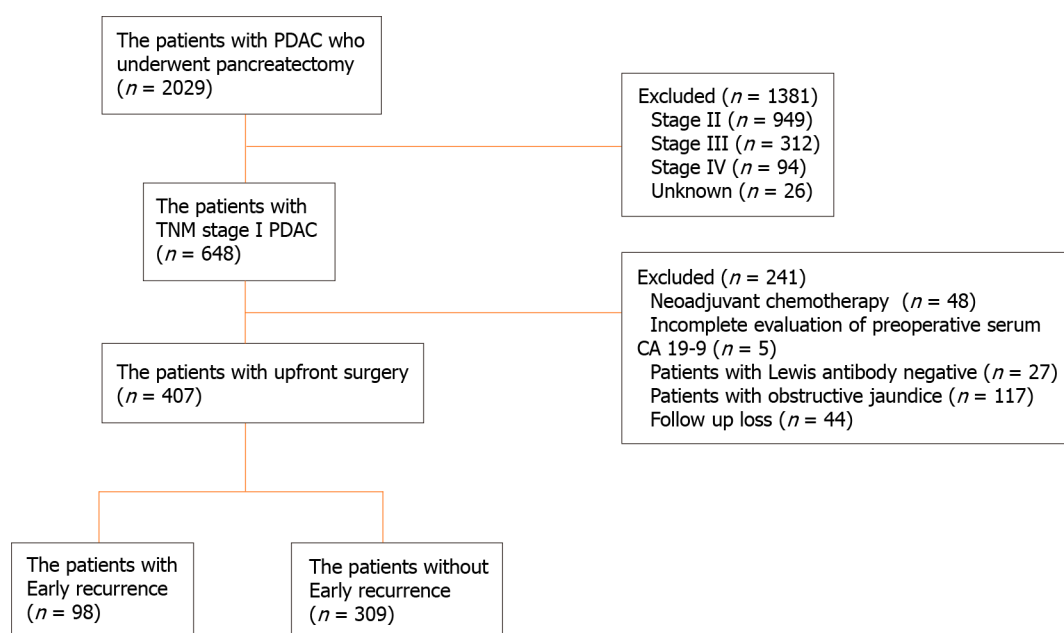 The patients with PDAC who
underwent pancreatectomy
(n = 2029)
Excluded (n = 1381)
Stage II (n = 949)
Stage III (n = 312)
Stage IV (n = 94)
Unknown (n = 26)
The patients with
TNM stage I PDAC
(n = 648)
Excluded (n = 241)
Neoadjuvant chemotherapy (n = 48)
Incomplete evaluation of preoperative serum
CA 19-9 (n = 5)
Patients with Lewis antibody negative (n = 27)
Patients with obstructive jaundice (n = 117)
Follow up loss (n = 44)
The patients with upfront surgery
(n = 407)
The patients with
Early recurrence
(n = 98)
The patients without
Early recurrence
(n = 309)